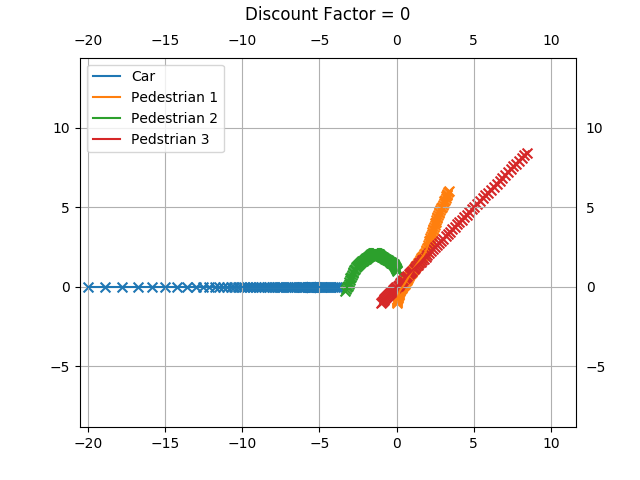 Discount Factor = 0
−20 −15 −10 −5 0 5 10
Car
Pedestrian 1
Pedestrian 2
Pedstrian 3
10 10
5 5
0 0
−5 −5
−20 −15 −10 −5 0 5 10